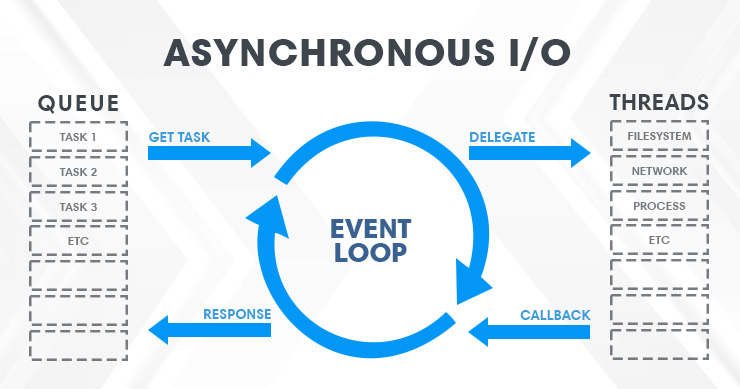 ASYNCHRONOUS I/O
QUEUE
TASK 1
TASK 2
TASK 3
ETC
GET TASK
RESPONSE
EVENT
LOOP
DELEGATE
CALLBACK
THREADS
FILESYSTEM
NETWORK
PROCESS
ETC